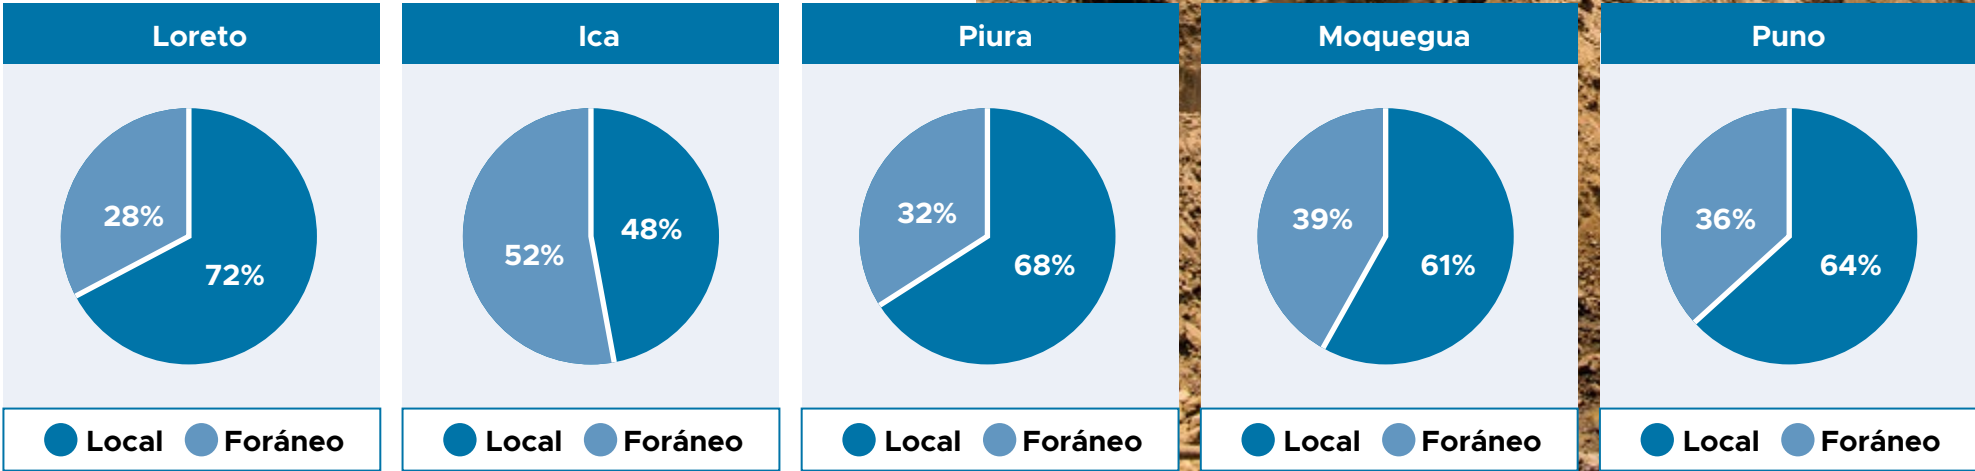 Loreto
28%
72%
Local Foráneo
Ica
48%
52%
Local Foráneo
Piura
32%
68%
Local Foráneo
Moquegua
39%
61%
Local Foráneo
Puno
36%
64%
Local Foráneo